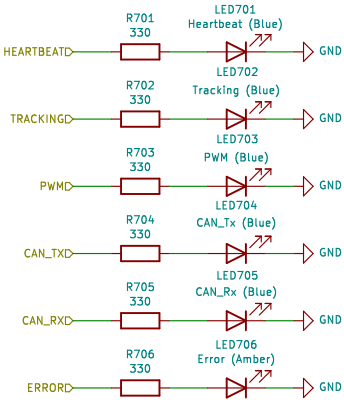 R701
330
LED701
Heartbeat (Blue)
HEARTBEAT
GND
R702
330
LED702
Tracking (Blue)
TRACKING
GND
R703
330
LED703
PWM (Blue)
PWM
GND
R704
330
LED704
CAN_Tx (Blue)
CAN_TX
GND
R705
330
LED705
CAN_Rx (Blue)
CAN_RX
GND
R706
330
LED706
Error (Amber)
ERROR
GND